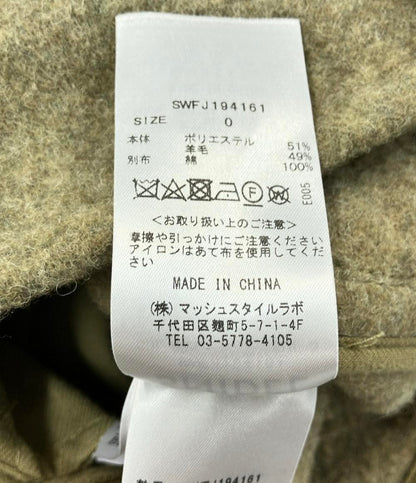 SWFJ194161
SIZE 0
本体 ポリエステル 51%
羊毛 49%
別布 綿 100%
E005
<お取り扱い上のご注意>
摩擦や引っかけにご注意ください
アイロンはあて布を使用してくだ
さい
MADE IN CHINA
(株)マッシュスタイルラボ
千代田区麹町5-7-1-4F
TEL 03-5778-4105
194161